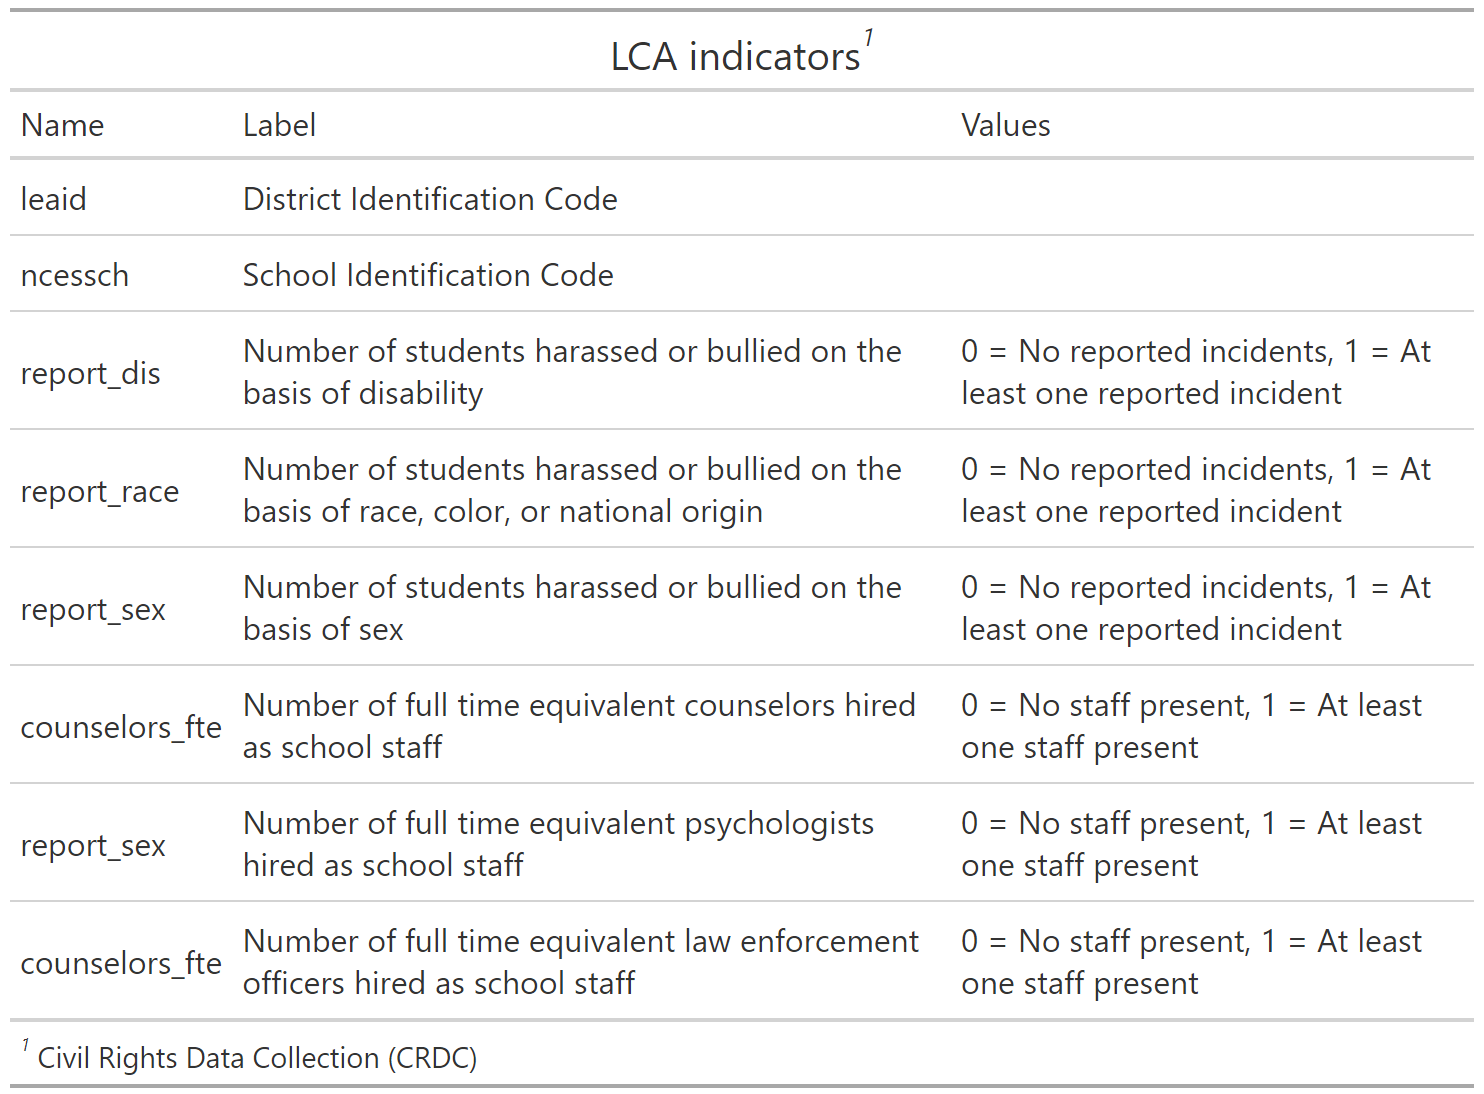 LCA indicators1
Name Label Values
leaid District Identification Code
ncessch School Identification Code
report_dis Number of students harassed or bullied on the 0 = No reported incidents, 1 = At
basis of disability least one reported incident
report_race Number of students harassed or bullied on the 0 = No reported incidents, 1 = At
basis of race, color, or national origin least one reported incident
report_sex Number of students harassed or bullied on the 0 = No reported incidents, 1 = At
basis of sex least one reported incident
counselors_fte Number of full time equivalent counselors hired 0 = No staff present, 1 = At least
as school staff one staff present
report_sex Number of full time equivalent psychologists 0 = No staff present, 1 = At least
hired as school staff one staff present
counselors_fte Number of full time equivalent law enforcement 0 = No staff present, 1 = At least
officers hired as school staff one staff present
1 Civil Rights Data Collection (CRDC)